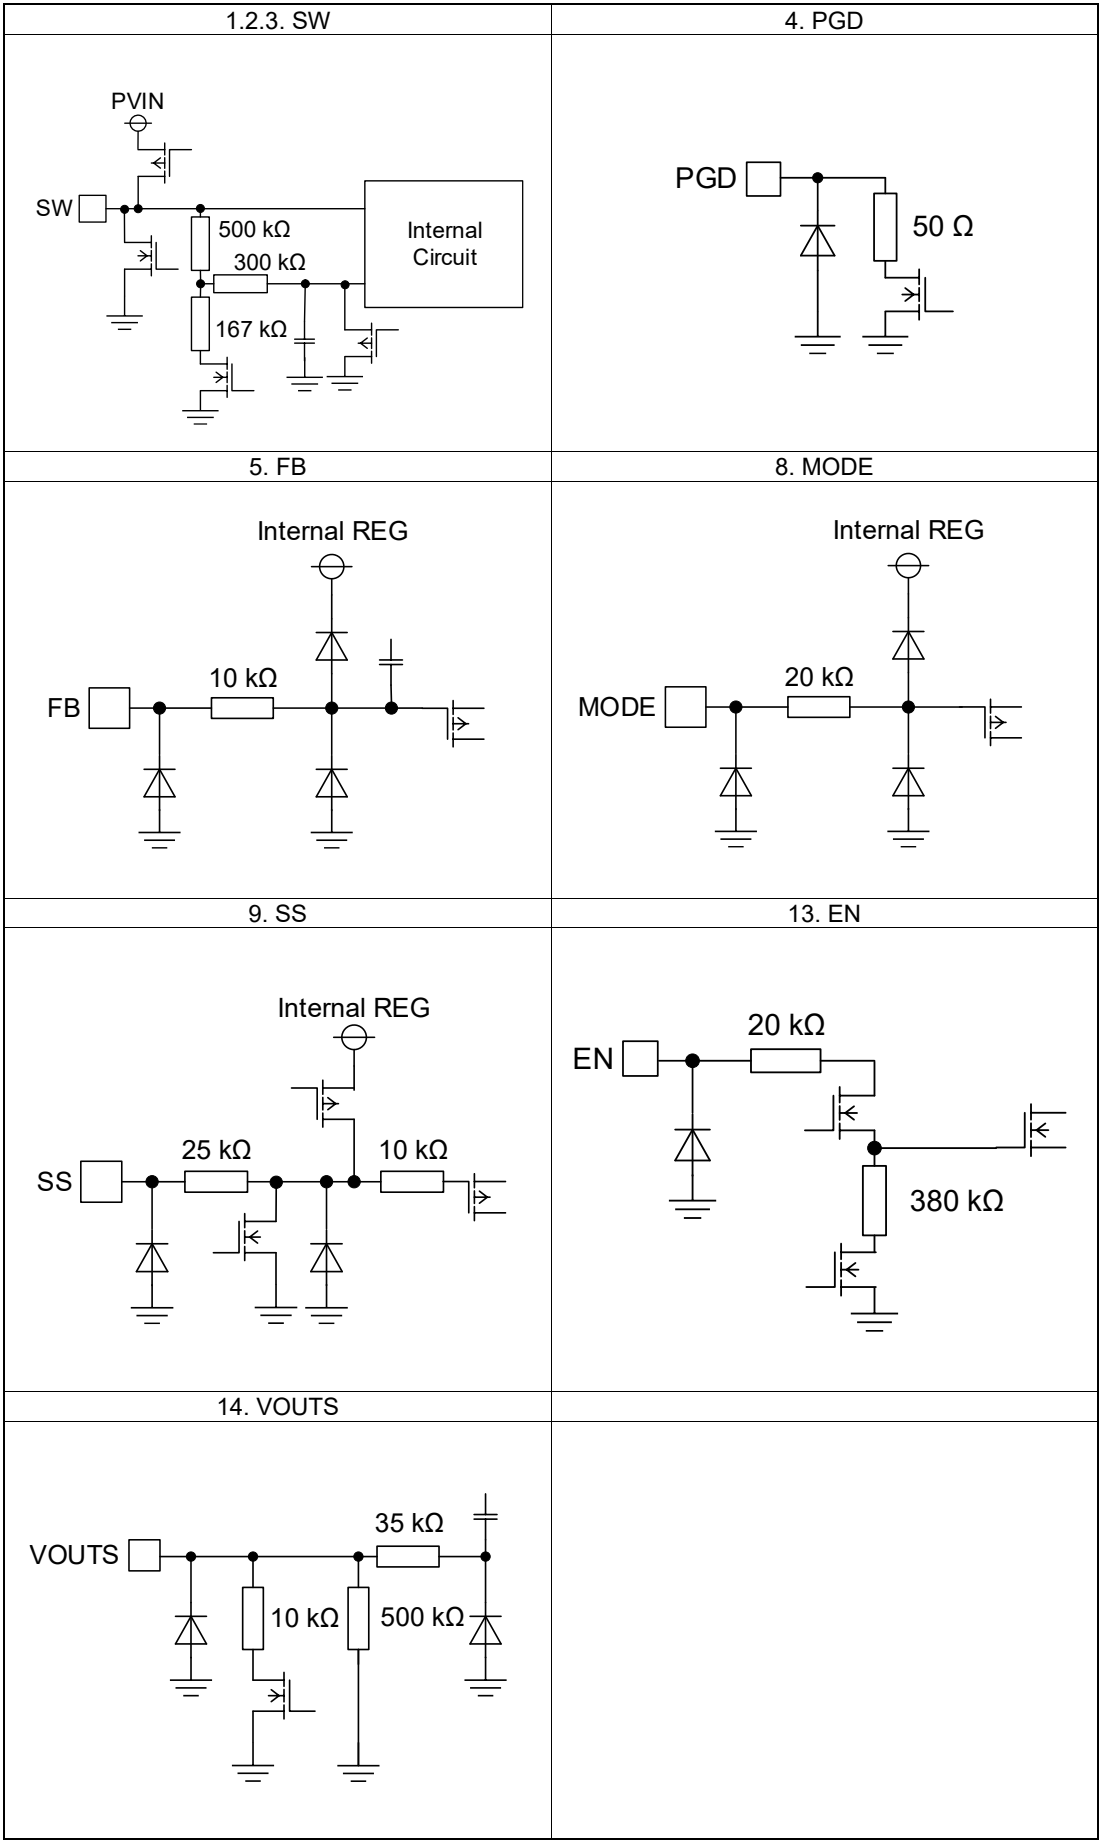 1.2.3. SW
4. PGD
PVIN
SW
500 kΩ
300 kΩ
167 kΩ
Internal
Circuit
PGD
50 Ω
5. FB
8. MODE
Internal REG
10 kΩ
FB
Internal REG
20 kΩ
MODE
9. SS
13. EN
Internal REG
25 kΩ
10 kΩ
SS
20 kΩ
EN
380 kΩ
14. VOUTS
35 kΩ
VOUTS
10 kΩ
500 kΩ